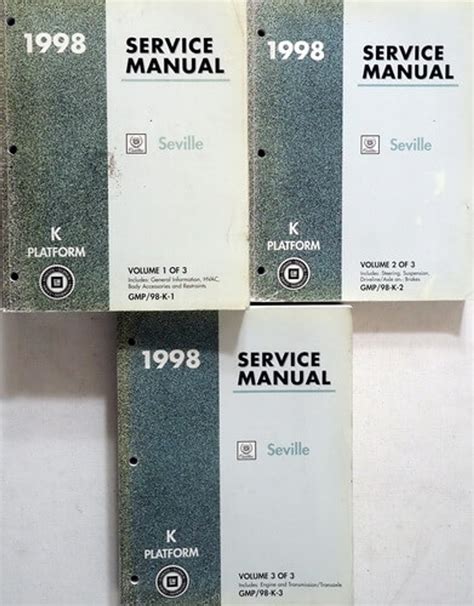 1998
SERVICE
MANUAL
Seville
K
PLATFORM
VOLUME 1 OF 3
Includes: General Information, HVAC,
Body Accessories and Restraints
GMP/98-K-1
1998
SERVICE
MANUAL
Seville
K
PLATFORM
VOLUME 2 OF 3
Includes: Steering, Suspension,
Driveline/Axle Brakes
GMP/98-K-2
1998
SERVICE
MANUAL
Seville
K
PLATFORM
VOLUME 3 OF 3
Includes: Engine and Transmission/Transaxle
GMP/98-K-3